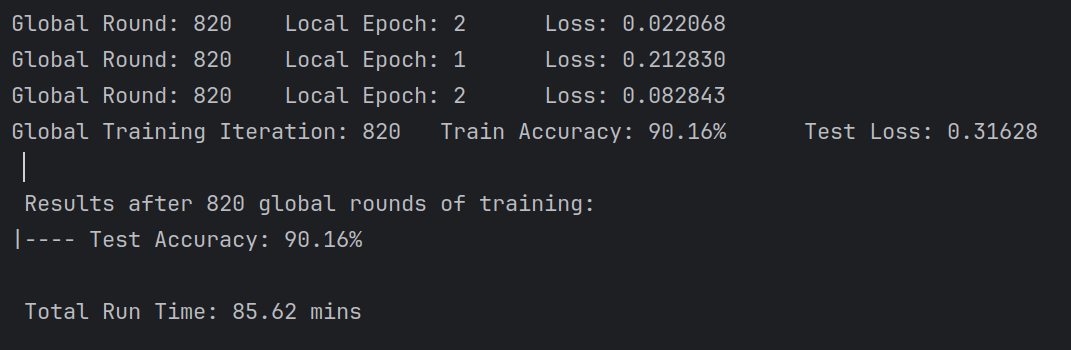 Global Round: 820    Local Epoch: 2      Loss: 0.022068
Global Round: 820    Local Epoch: 1      Loss: 0.212830
Global Round: 820    Local Epoch: 2      Loss: 0.082843
Global Training Iteration: 820   Train Accuracy: 90.16%      Test Loss: 0.31628
Results after 820 global rounds of training:
|---- Test Accuracy: 90.16%
Total Run Time: 85.62 mins